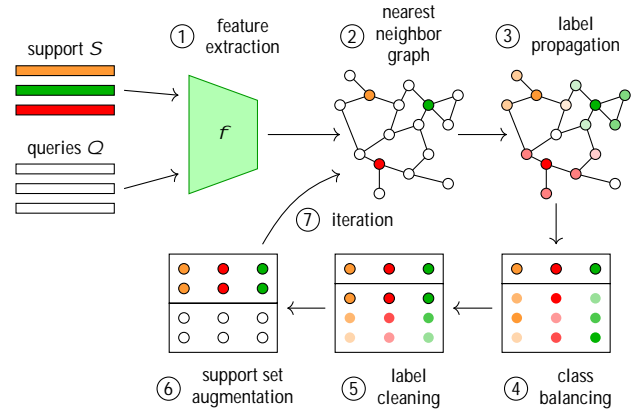 support S
queries Q
① feature
extraction
f
② nearest
neighbor
graph
③ label
propagation
⑦ iteration
⑥ support set
augmentation
⑤ label
cleaning
④ class
balancing